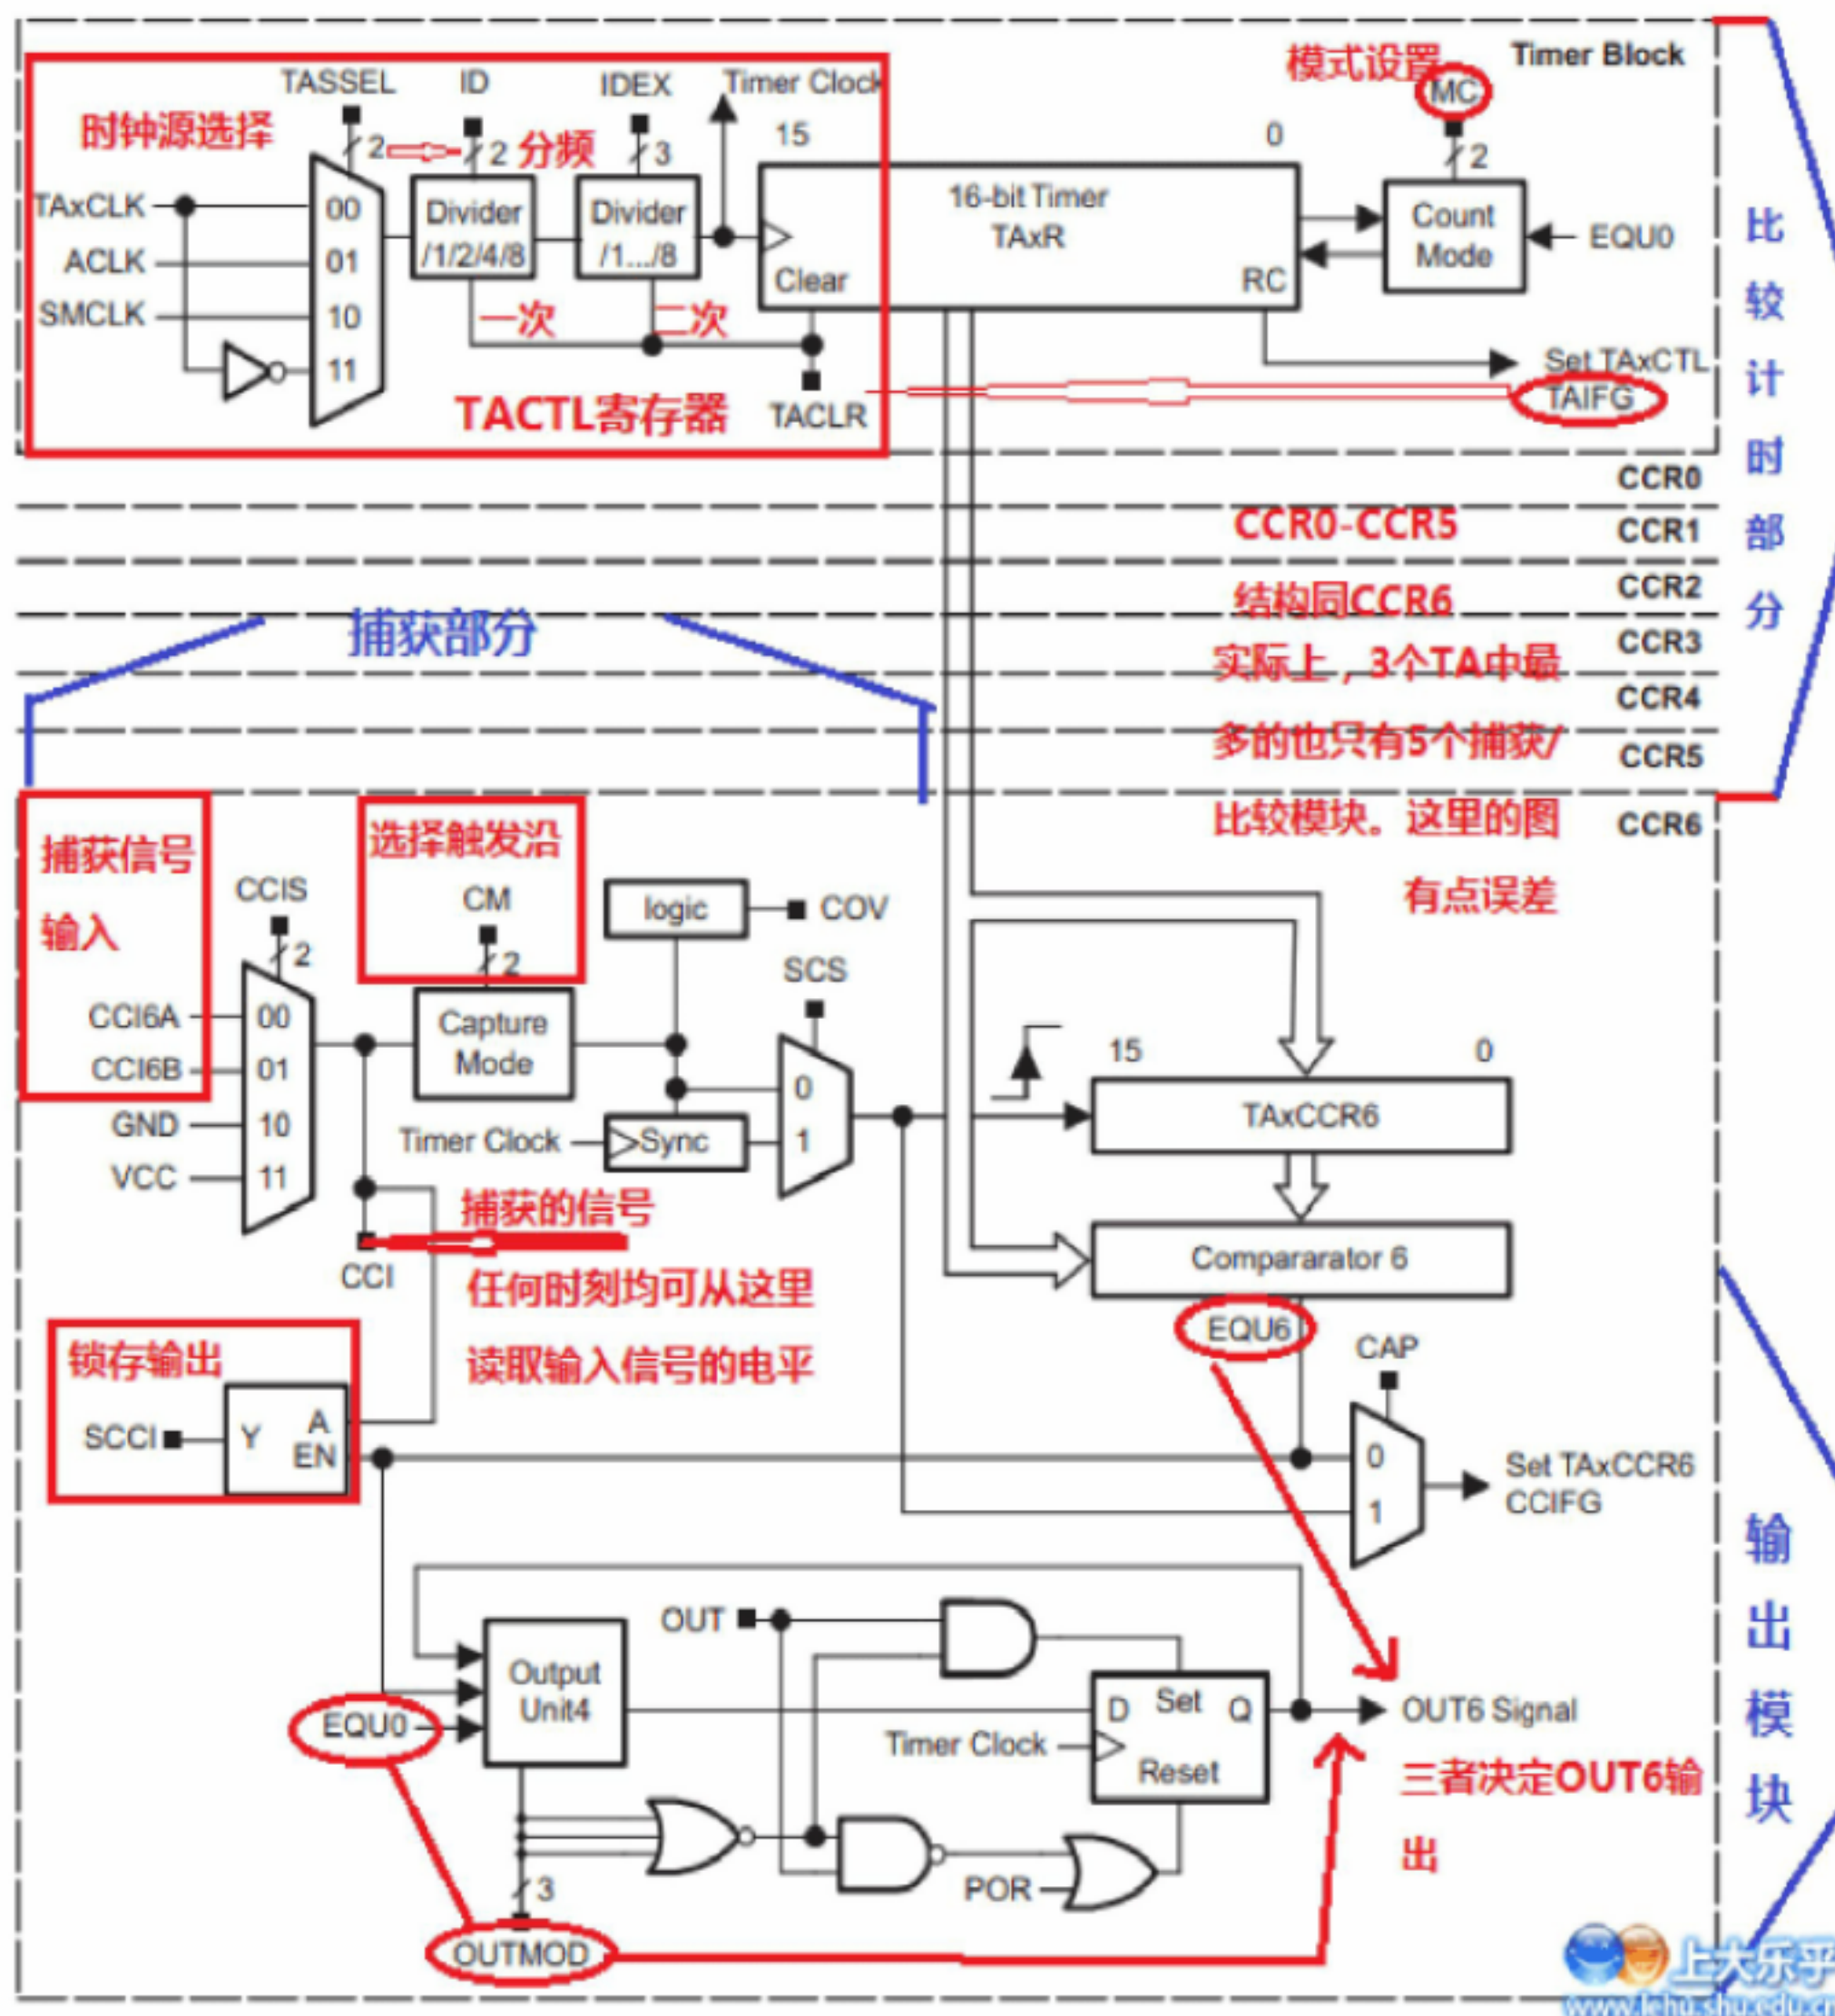 模式设置
Timer Block
TASSEL
ID
IDEX
Timer Clock
MC
时钟源选择
2
2
分频
3
15
0
2
TAxCLK
00
Divider
/1/2/4/8
Divider
/1.../8
16-bit Timer
TAxR
Count
Mode
EQU0
ACLK
01
Clear
RC
SMCLK
10
一次
二次
11
Set TAxCTL
TAIFG
TACTL寄存器
TACLR
比
较
计
时
部
分
CCR0
CCR0-CCR5
CCR1
CCR2
结构同CCR6
捕获部分
CCR3
实际上，3个TA中最
CCR4
多的也只有5个捕获/
CCR5
比较模块。这里的图
CCR6
有点误差
捕获信号
输入
选择触发沿
CCIS
CM
logic
COV
2
2
SCS
CCI6A
00
Capture
Mode
15
0
CCI6B
01
0
TAxCCR6
GND
10
Timer Clock
Sync
1
VCC
11
捕获的信号
CCI
任何时刻均可从这里
读取输入信号的电平
Compararator 6
EQU6
CAP
锁存输出
SCCI
Y
A
EN
0
1
Set TAxCCR6
CCIFG
输
出
模
块
OUT
Output
Unit4
D
Set
Q
OUT6 Signal
EQU0
Timer Clock
Reset
三者决定OUT6输
出
3
POR
OUTMOD
上大乐乎
www.lehu.shu.edu.cn